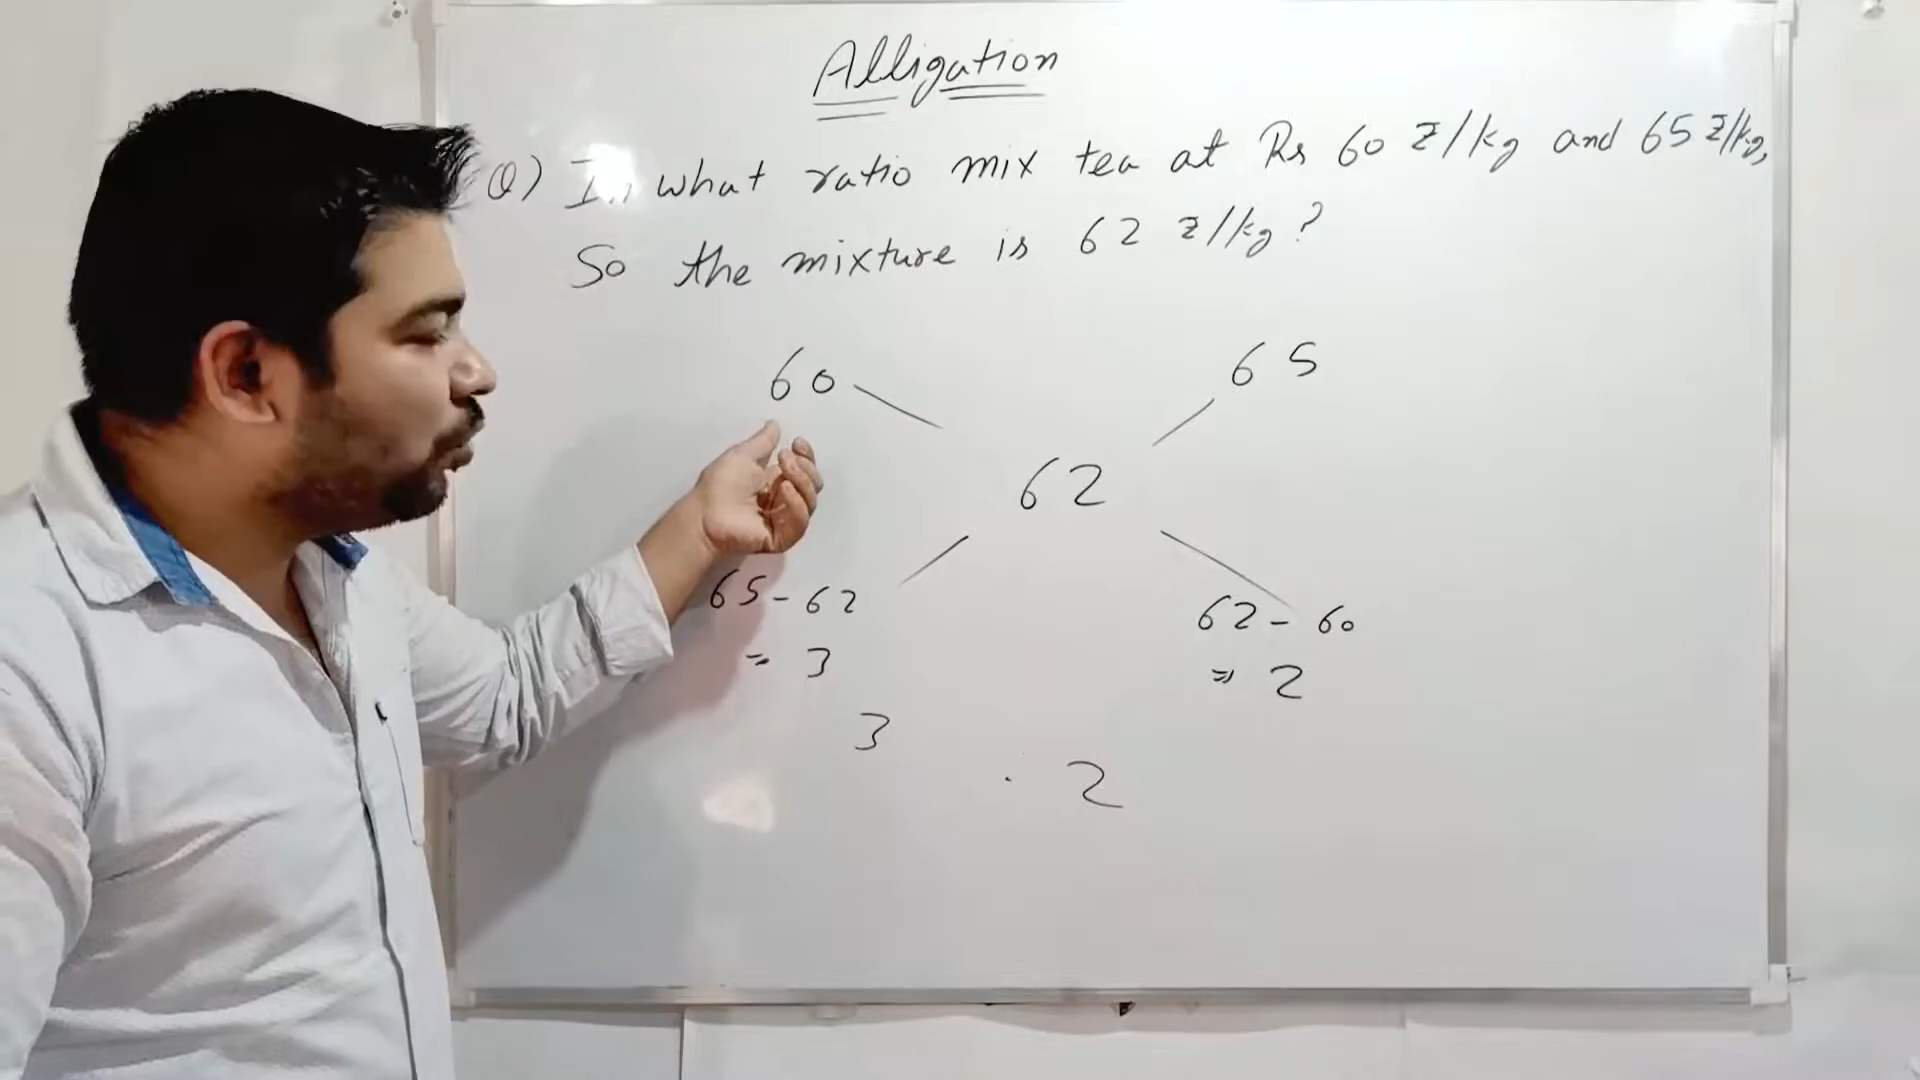 Alligation
Q) In what ratio mix tea at Rs 60 ₹/kg and 65 ₹/kg,
So the mixture is 62 ₹/kg?
60 65
62
65-62 62-60
= 3 = 2
3 . 2